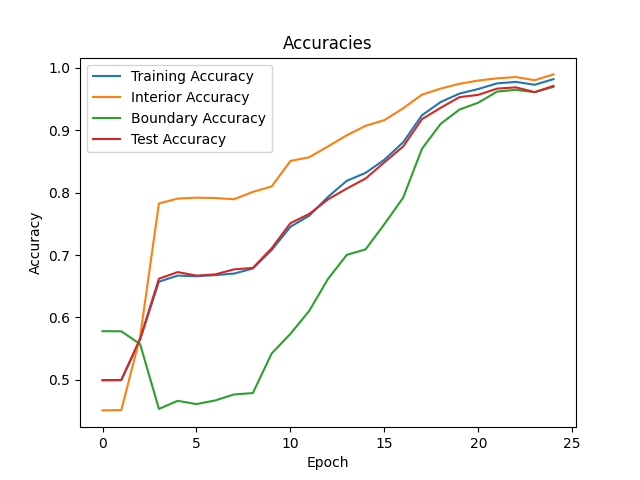 Accuracies
Training Accuracy
Interior Accuracy
Boundary Accuracy
Test Accuracy
Accuracy
1.0
0.9
0.8
0.7
0.6
0.5
0 5 10 15 20 25
Epoch